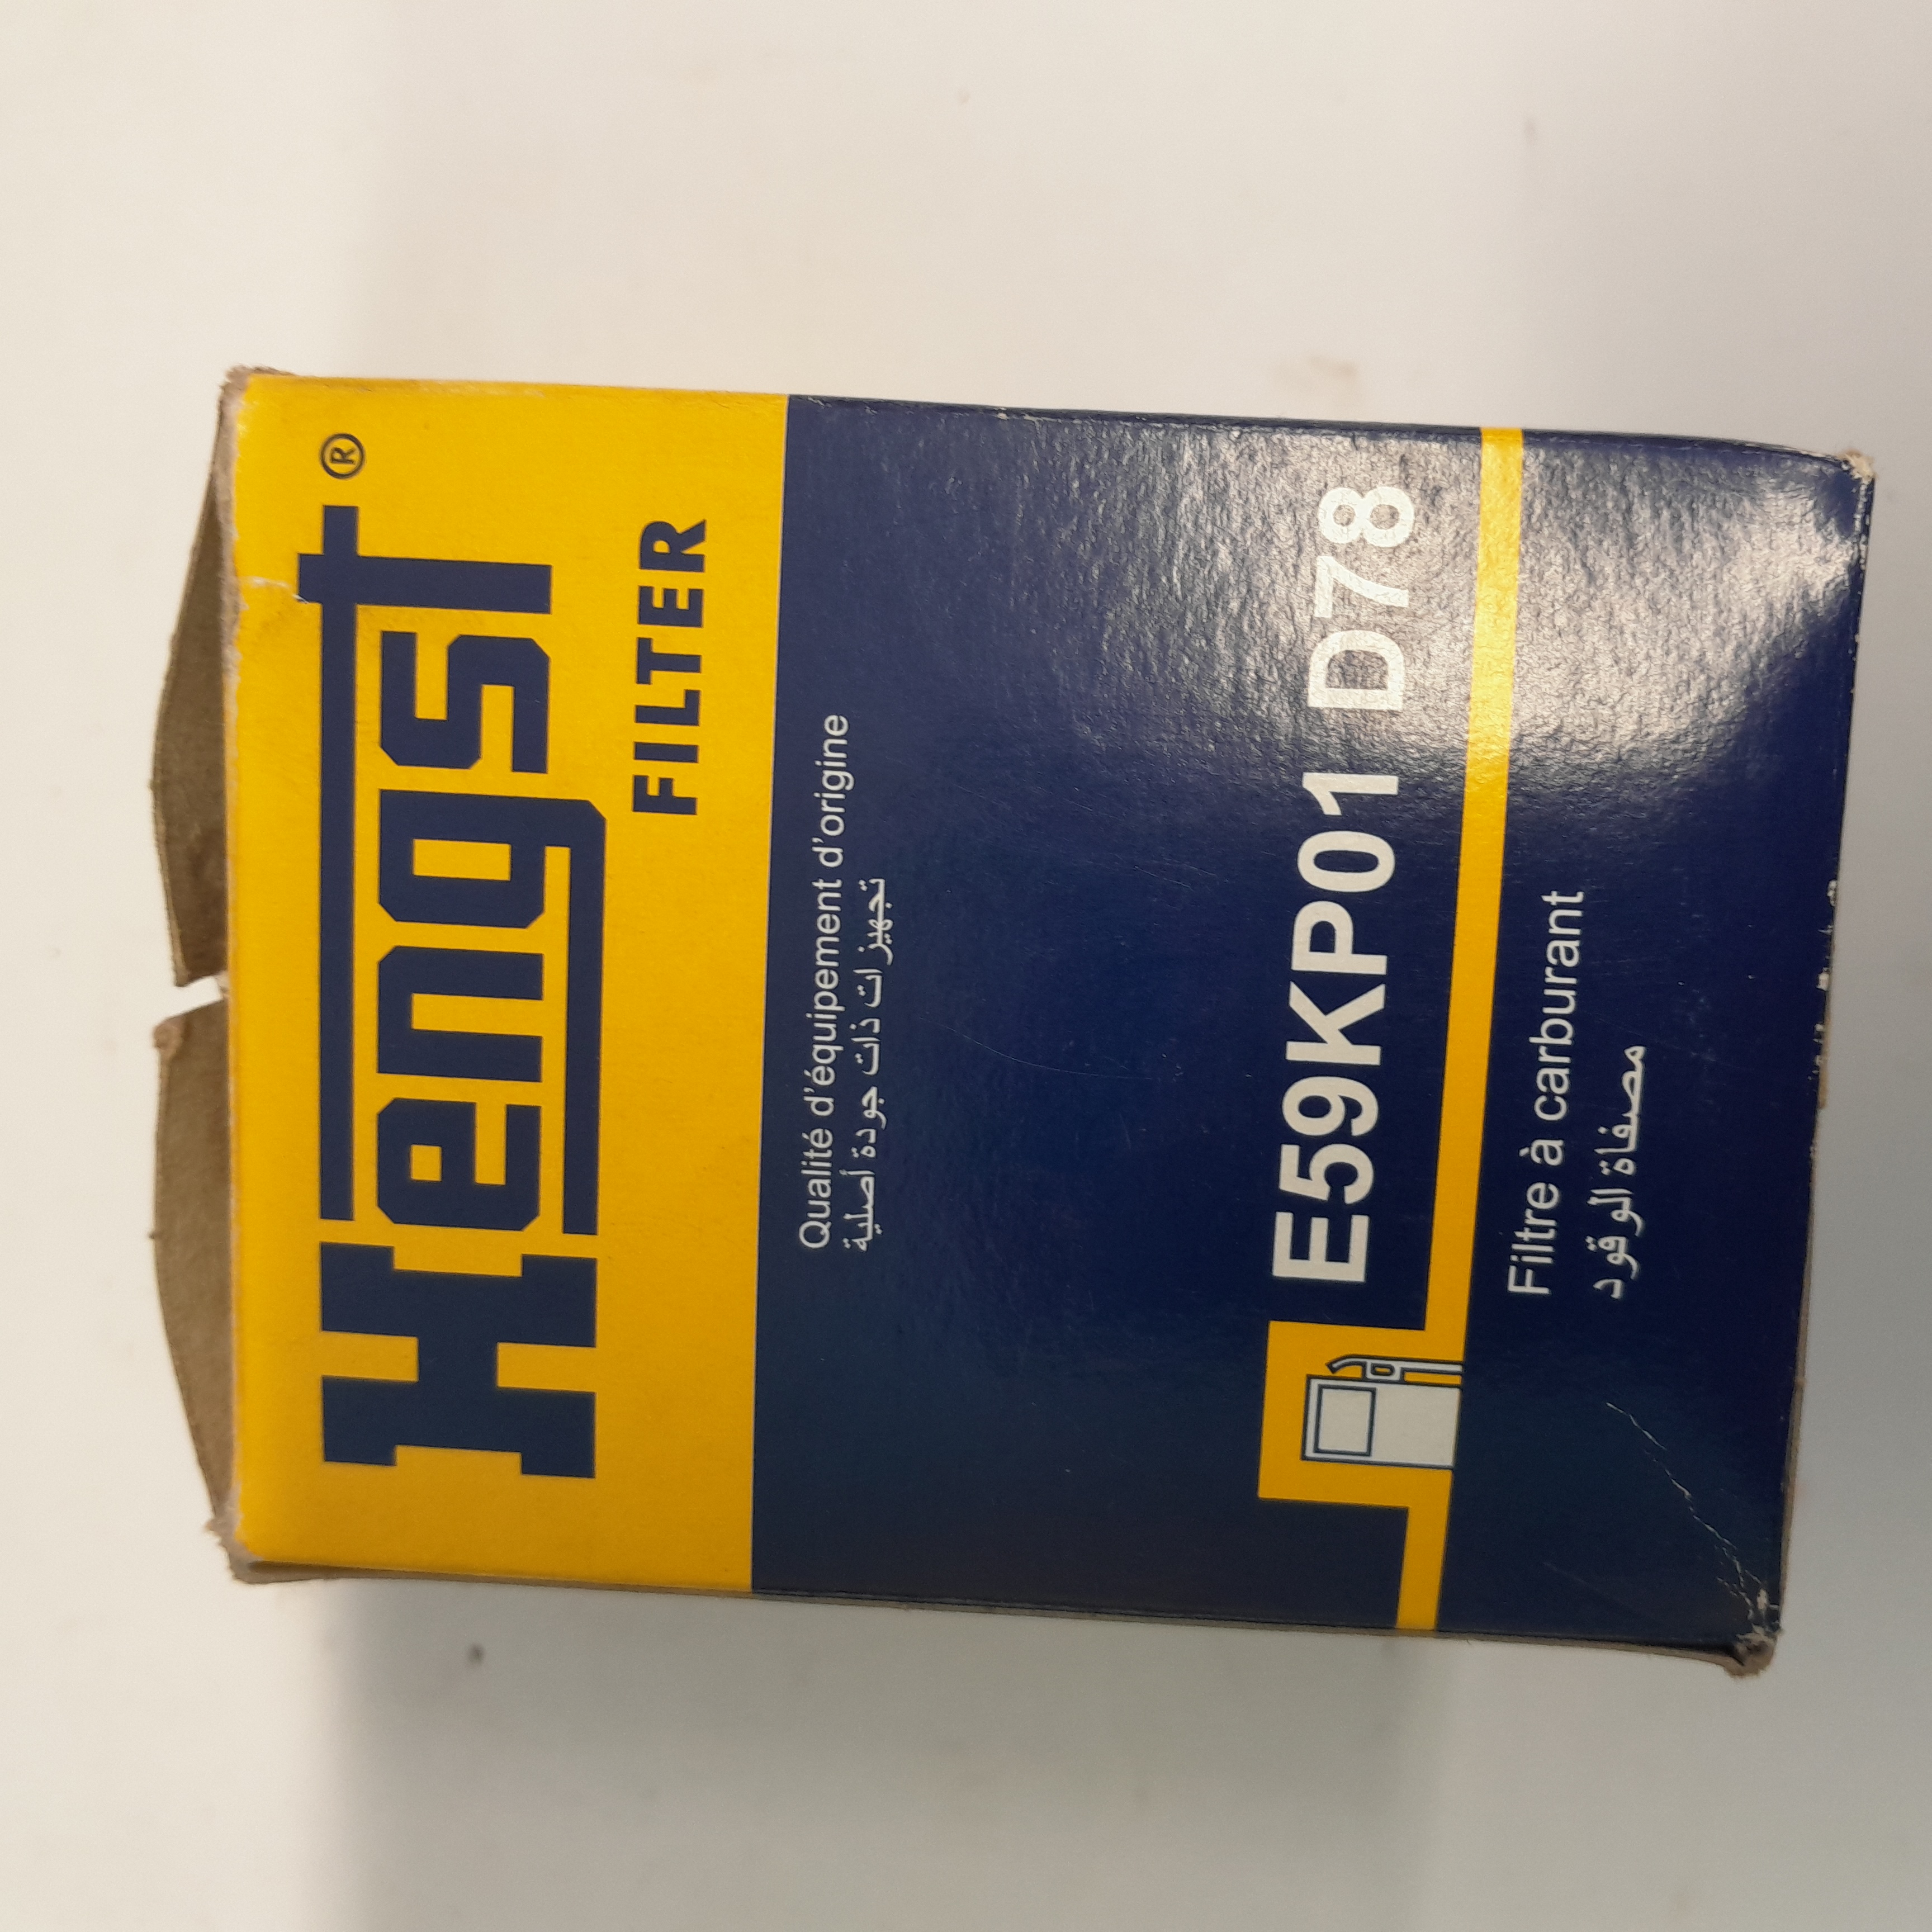 Hengst®
FILTER
Qualité d'équipement d'origine
تجهيزات ذات جودة أصلية
E59KP01 D78
Filtre à carburant
مصفاة الوقود